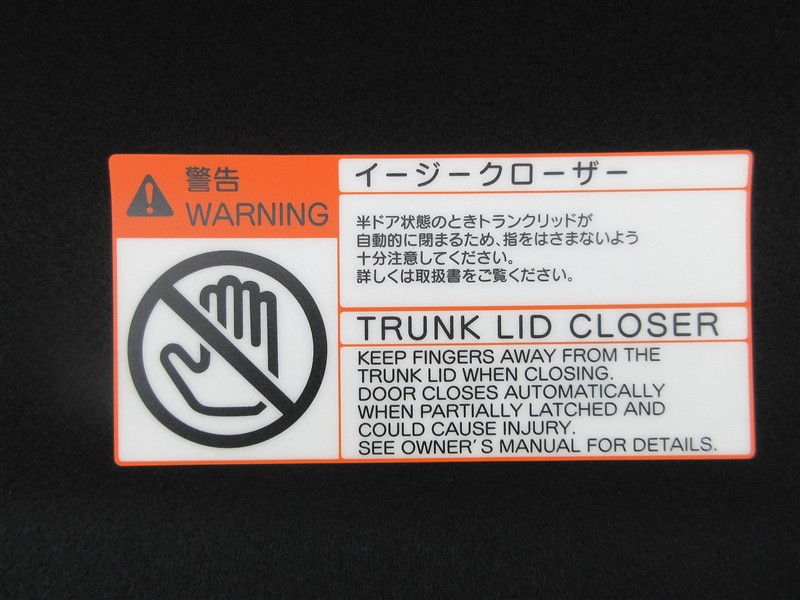 警告
WARNING
イージークローザー
半ドア状態のときトランクリッドが
自動的に閉まるため、指をはさまないよう
十分注意してください。
詳しくは取扱書をご覧ください。
TRUNK LID CLOSER
KEEP FINGERS AWAY FROM THE
TRUNK LID WHEN CLOSING.
DOOR CLOSES AUTOMATICALLY
WHEN PARTIALLY LATCHED AND
COULD CAUSE INJURY.
SEE OWNER'S MANUAL FOR DETAILS.